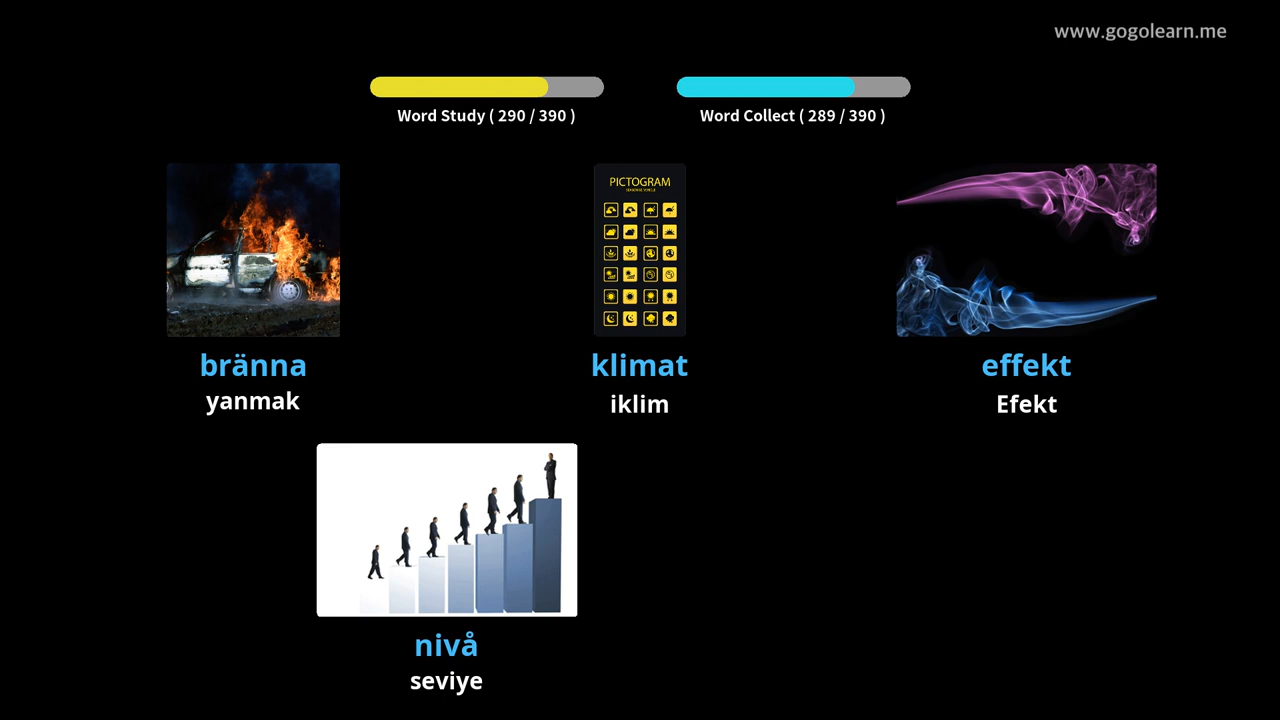 www.gogolearn.me
Word Study ( 290 / 390 )
Word Collect ( 289 / 390 )
PICTOGRAM
bränna
klimat
effekt
yanmak
iklim
Efekt
nivå
seviye